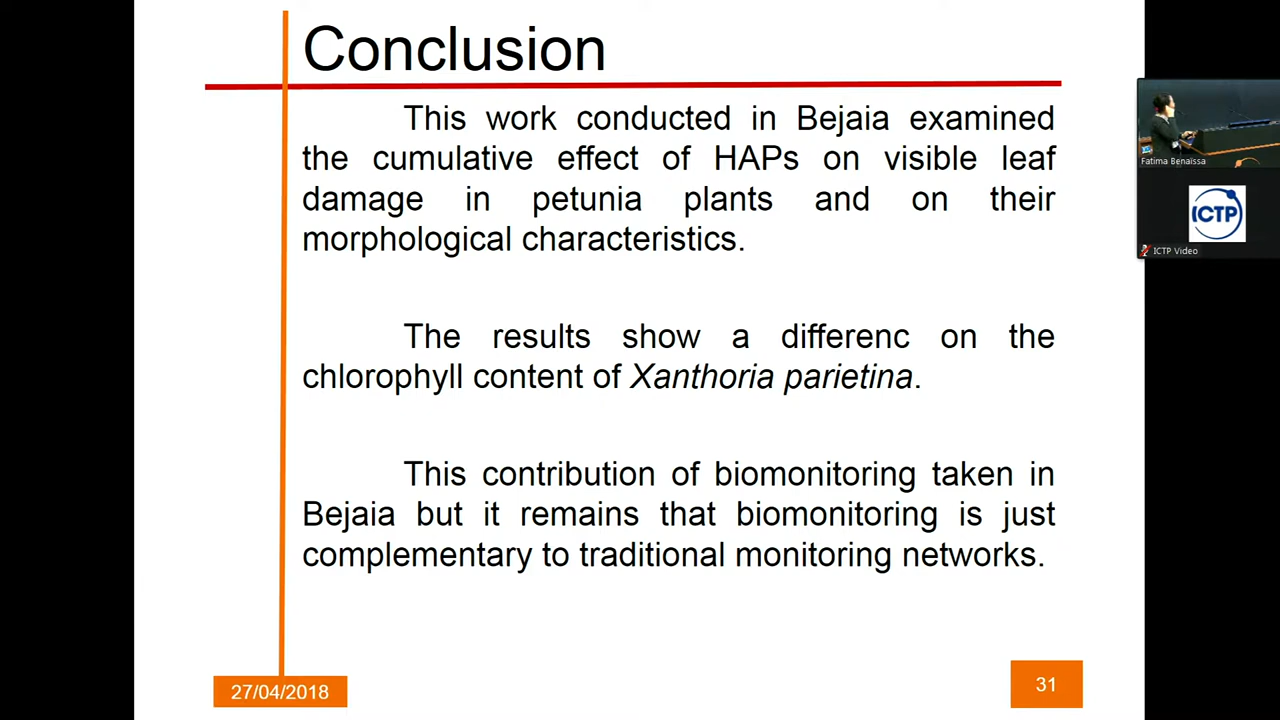 Conclusion
This work conducted in Bejaia examined
the cumulative effect of HAPs on visible leaf
damage in petunia plants and on their
morphological characteristics.
The results show a differenc on the
chlorophyll content of Xanthoria parietina.
This contribution of biomonitoring taken in
Bejaia but it remains that biomonitoring is just
complementary to traditional monitoring networks.
27/04/2018
31
Fatima Benaïssa
ICTP
ICTP Video